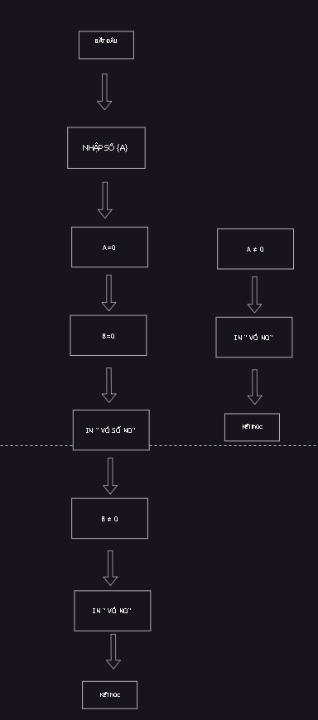 BẮT ĐẦU
NHẬP SỐ {A}
A=0
B=0
IN "VÔ SỐ NO"
B ≠ 0
IN "VÔ NO"
KẾT THÚC
A ≠ 0
IN "VÔ NO"
KẾT THÚC